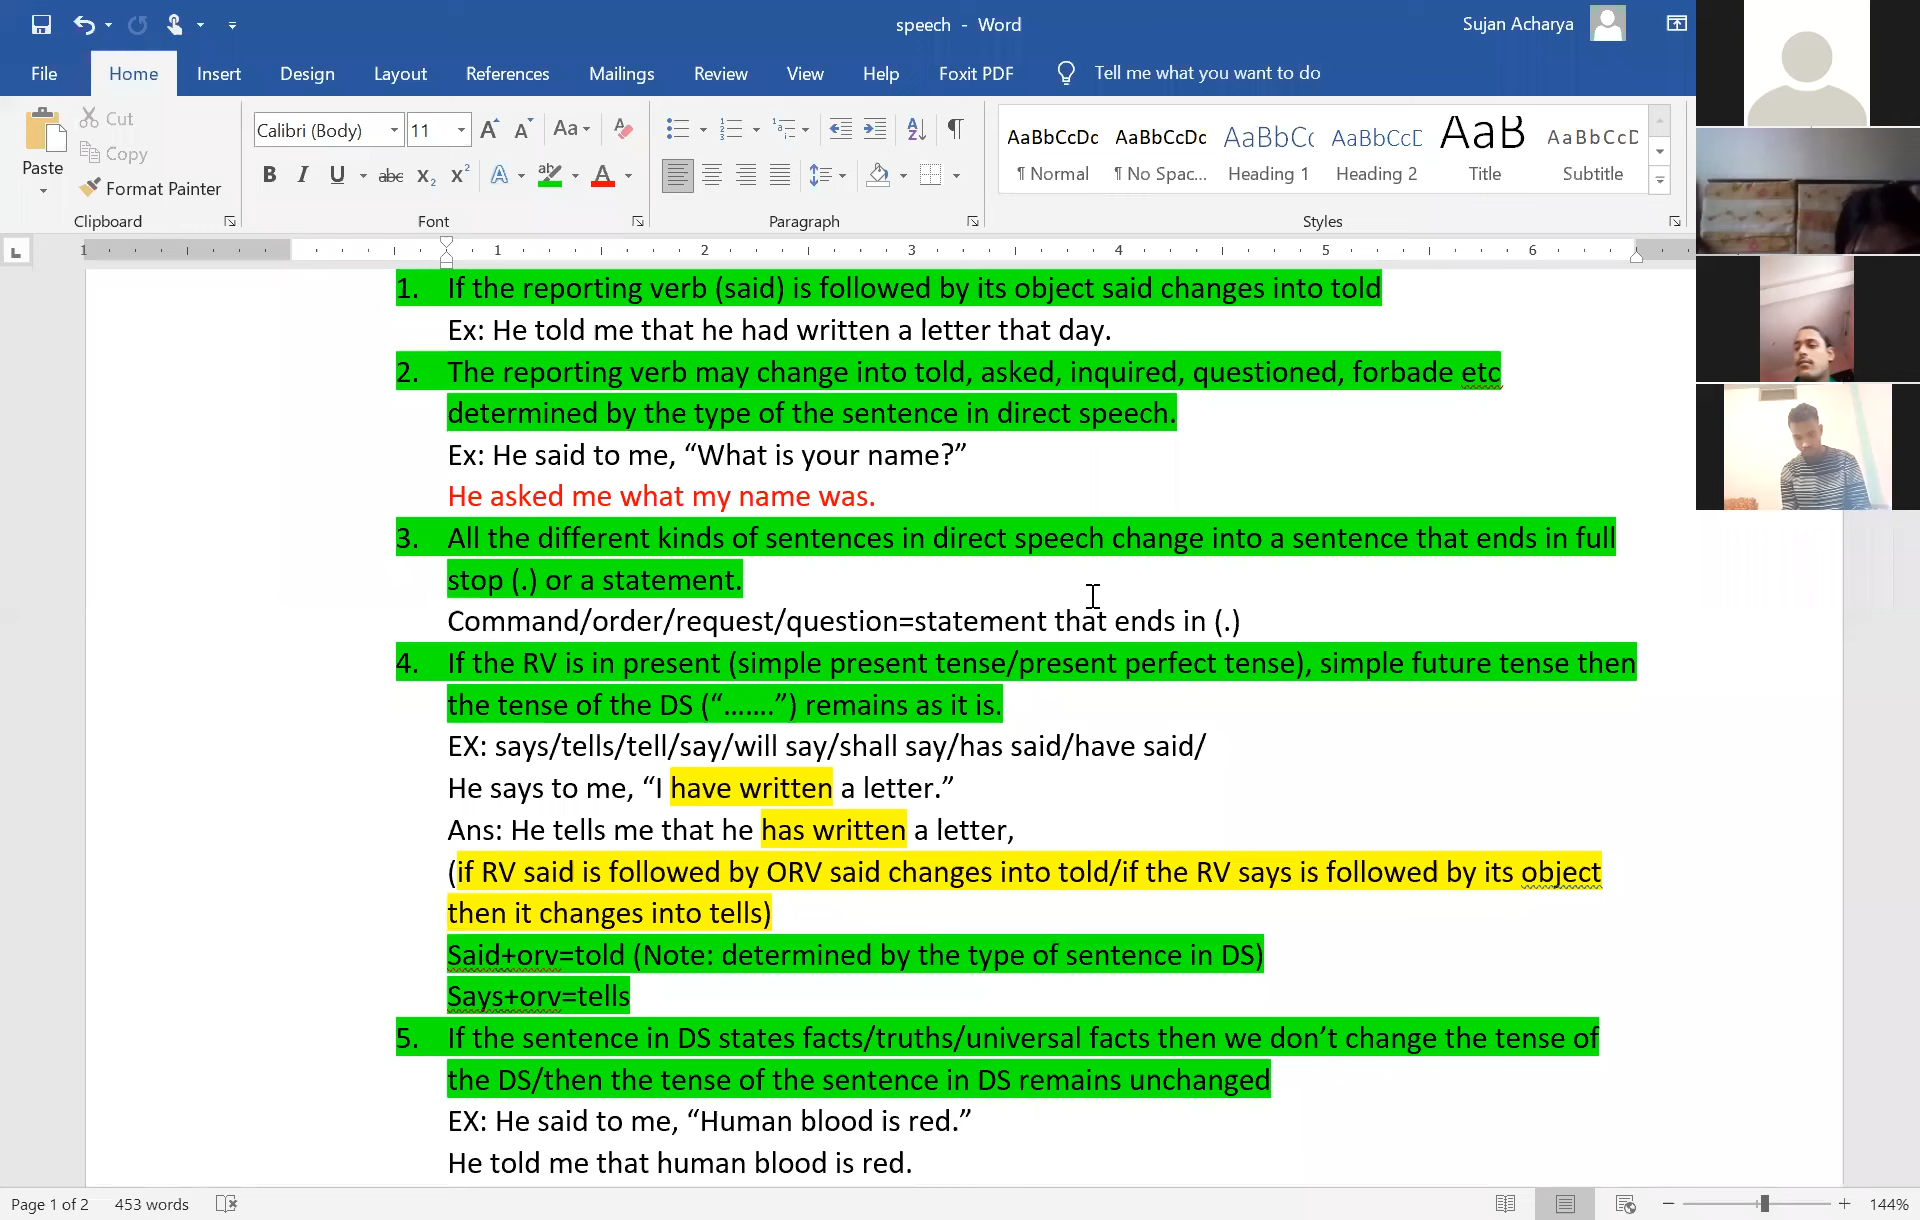 speech - Word
Sujan Acharya
File Home Insert Design Layout References Mailings Review View Help Foxit PDF Tell me what you want to do
Paste
Cut
Copy
Format Painter
Clipboard
Calibri (Body) 11
Font
Paragraph
AaBbCcDc AaBbCcDc AaBbCc AaBbCcD AaB AaBbCcD
¶ Normal ¶ No Spac... Heading 1 Heading 2 Title Subtitle
Styles
1 1 2 3 4 5 6
1. If the reporting verb (said) is followed by its object said changes into told
Ex: He told me that he had written a letter that day.
2. The reporting verb may change into told, asked, inquired, questioned, forbade etc
determined by the type of the sentence in direct speech.
Ex: He said to me, “What is your name?”
He asked me what my name was.
3. All the different kinds of sentences in direct speech change into a sentence that ends in full
stop (.) or a statement.
Command/order/request/question=statement that ends in (.)
4. If the RV is in present (simple present tense/present perfect tense), simple future tense then
the tense of the DS (“…….”) remains as it is.
EX: says/tells/tell/say/will say/shall say/has said/have said/
He says to me, “I have written a letter.”
Ans: He tells me that he has written a letter,
(if RV said is followed by ORV said changes into told/if the RV says is followed by its object
then it changes into tells)
Said+orv=told (Note: determined by the type of sentence in DS)
Says+orv=tells
5. If the sentence in DS states facts/truths/universal facts then we don’t change the tense of
the DS/then the tense of the sentence in DS remains unchanged
EX: He said to me, “Human blood is red.”
He told me that human blood is red.
Page 1 of 2 453 words
144%